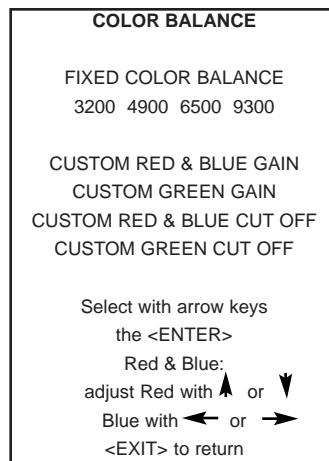 COLOR BALANCE
FIXED COLOR BALANCE
3200 4900 6500 9300
CUSTOM RED & BLUE GAIN
CUSTOM GREEN GAIN
CUSTOM RED & BLUE CUT OFF
CUSTOM GREEN CUT OFF
Select with arrow keys
the <ENTER>
Red & Blue:
adjust Red with or
Blue with or
<EXIT> to return